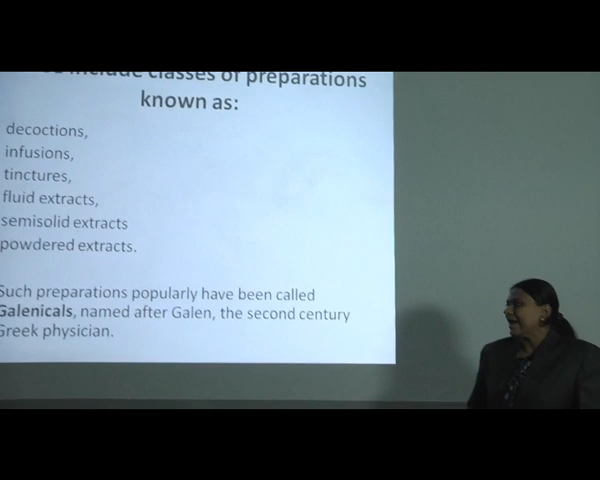 include classes of preparations
known as:
decoctions,
infusions,
tinctures,
fluid extracts,
semisolid extracts
powdered extracts.
Such preparations popularly have been called
Galenicals, named after Galen, the second century
Greek physician.